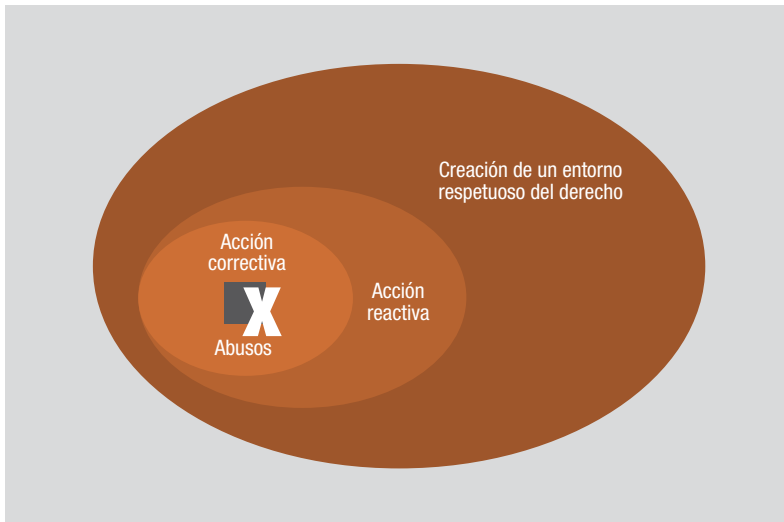 Creación de un entorno
respetuoso del derecho
Acción
correctiva
X
Abusos
Acción
reactiva